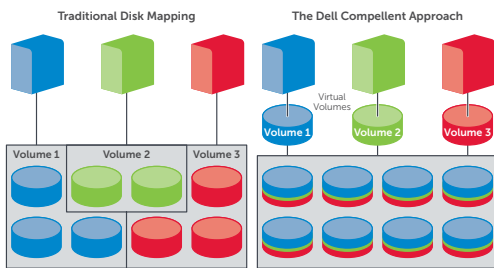 Traditional Disk Mapping
The Dell Compellent Approach
Virtual
Volumes
Volume 1
Volume 2
Volume 3
Volume 1
Volume 2
Volume 3